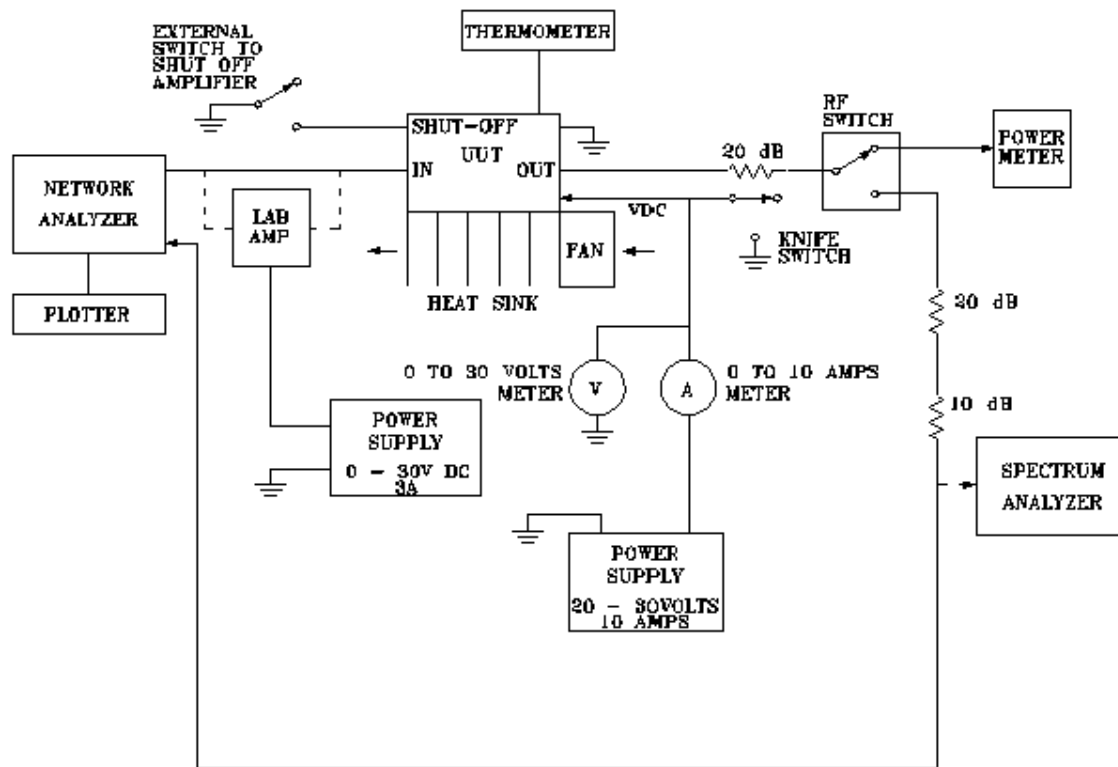 EXTERNAL
SWITCH TO
SHUT OFF
AMPLIFIER
THERMOMETER
SHUT-OFF
UUT
IN
OUT
20 dB
RF
SWITCH
POWER
METER
NETWORK
ANALYZER
LAB
AMP
VDC
FAN
KNIFE
SWITCH
HEAT SINK
PLOTTER
20 dB
0 TO 30 VOLTS
METER
V
A
0 TO 10 AMPS
METER
10 dB
POWER
SUPPLY
0 - 30V DC
3A
SPECTRUM
ANALYZER
POWER
SUPPLY
20 - 30VOLTS
10 AMPS